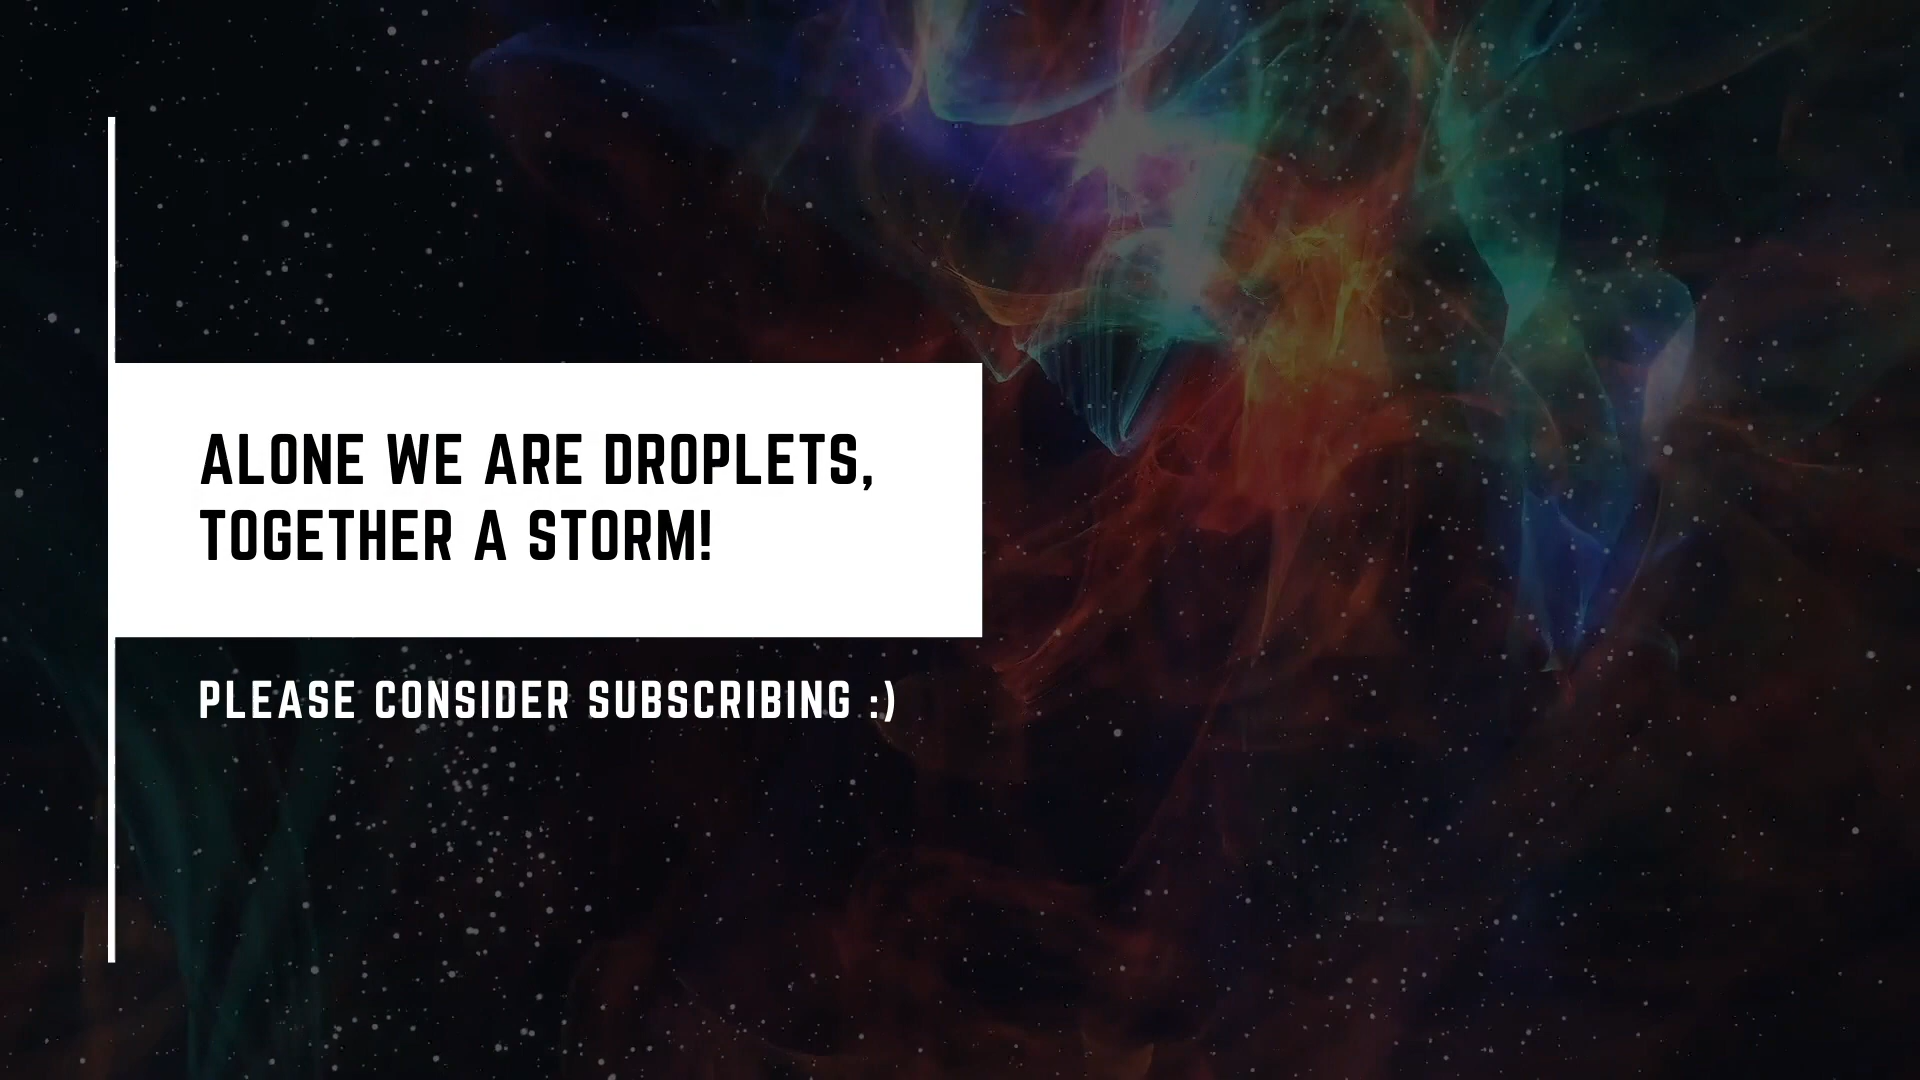 ALONE WE ARE DROPLETS,
TOGETHER A STORM!
PLEASE CONSIDER SUBSCRIBING :)